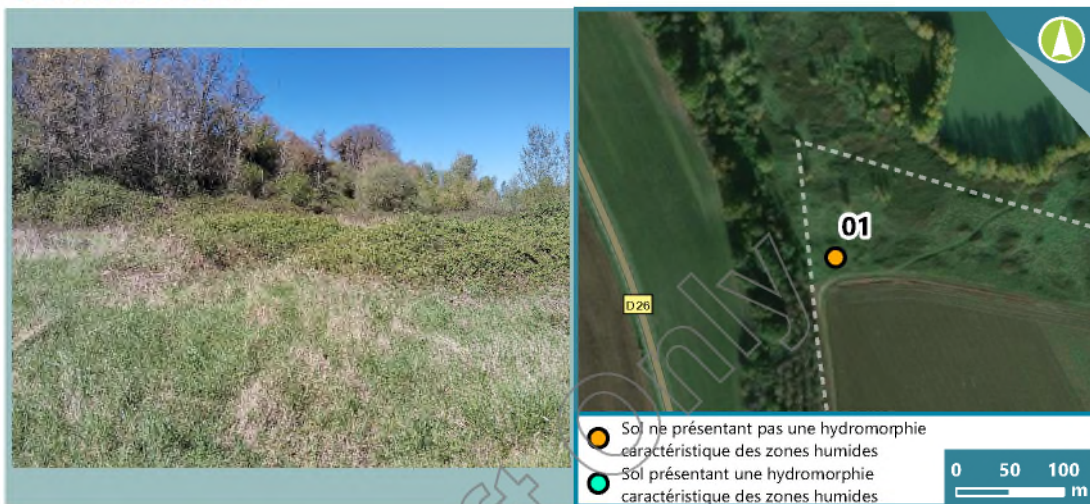 01
D26
Sol ne présentant pas une hydromorphie
caractéristique des zones humides
Sol présentant une hydromorphie
caractéristique des zones humides
0 50 100
m
only